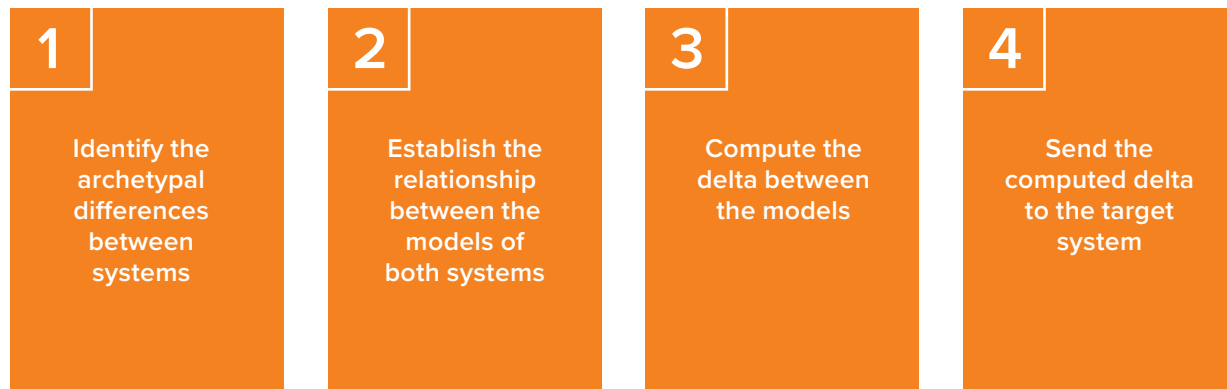 1
Identify the
archetypal
differences
between
systems
2
Establish the
relationship
between the
models of
both systems
3
Compute the
delta between
the models
4
Send the
computed delta
to the target
system